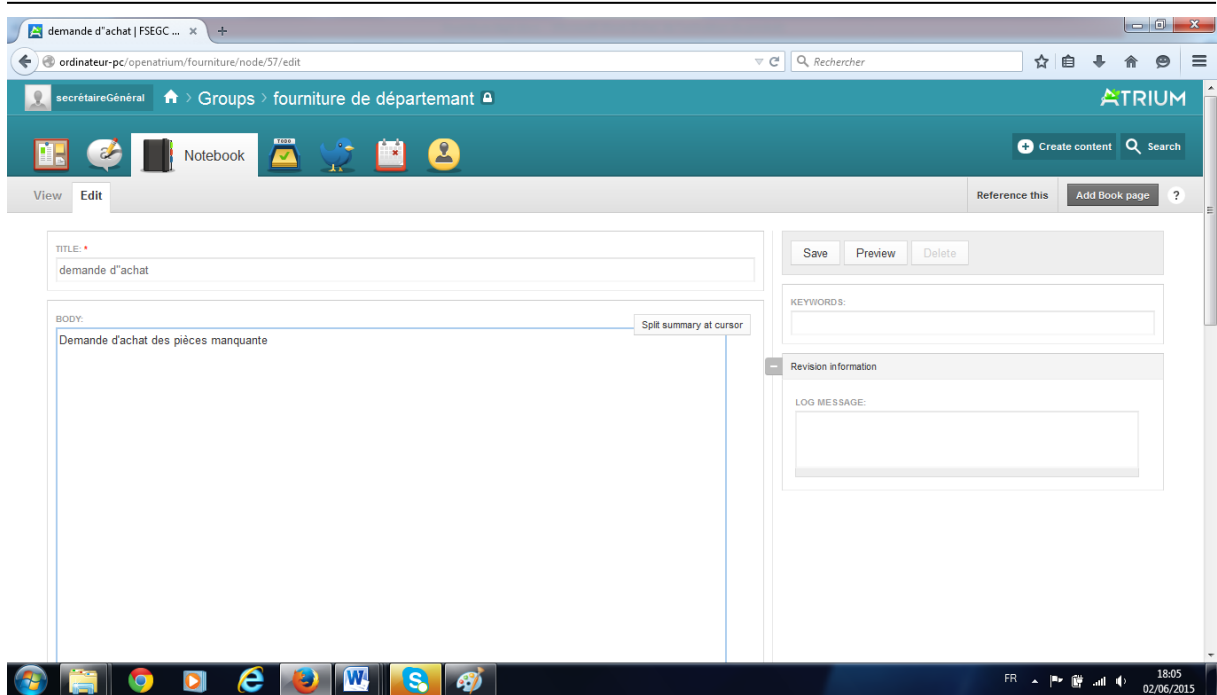 demande d"achat | FSEGC ...
ordinateur-pc/openatrium/fourniture/node/57/edit
Rechercher
secrétaireGénéral > Groups > fourniture de départemant
ATRIUM
Notebook
TODO
Create content
Search
View
Edit
Reference this
Add Book page
?
TITLE: *
demande d"achat
Save
Preview
Delete
KEYWORDS:
BODY:
Split summary at cursor
Demande d'achat des pièces manquante
Revision information
LOG MESSAGE:
FR
18:05
02/06/2015